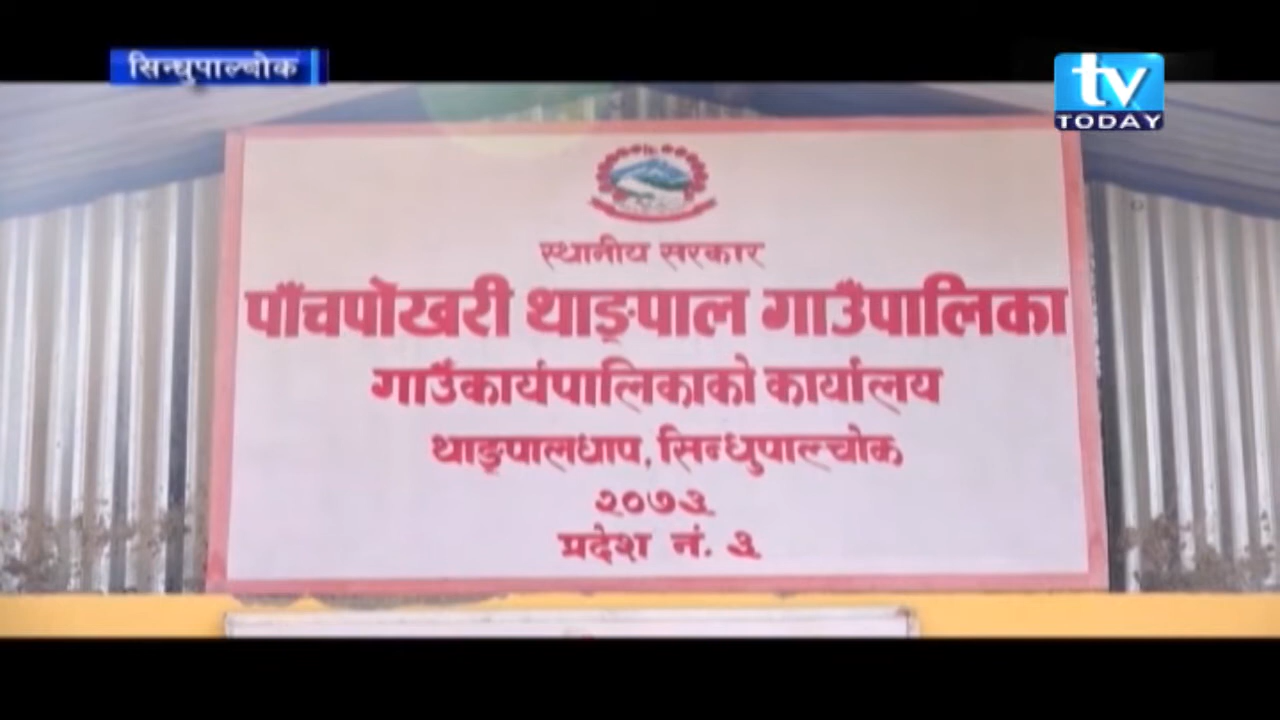 सिन्धुपाल्चोक
tv
TODAY
स्थानीय सरकार
पाँचपोखरी थाङ्पाल गाउँपालिका
गाउँकार्यपालिकाको कार्यालय
थाङ्पालधाप, सिन्धुपाल्चोक
२०७३
प्रदेश नं. ३